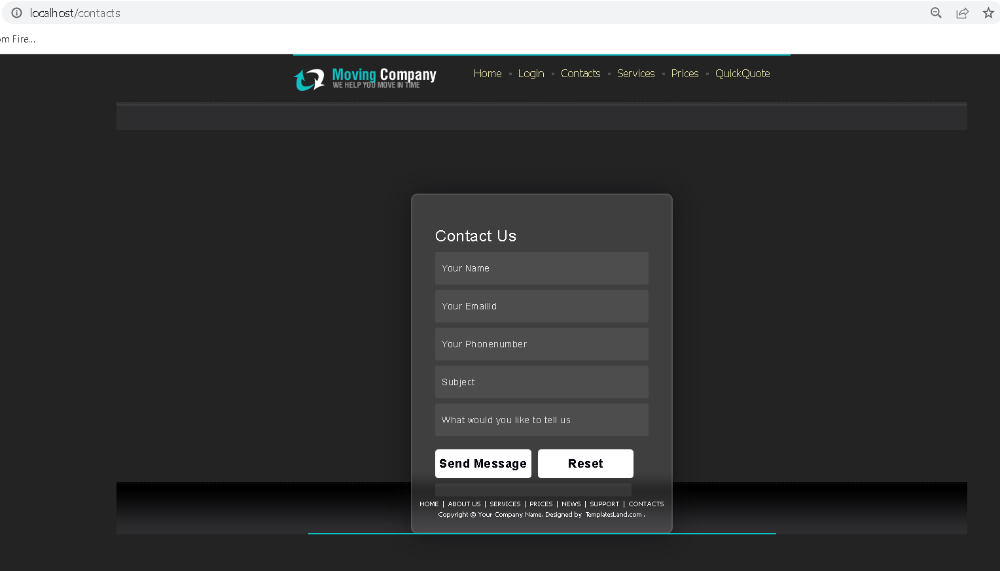 localhost/contacts
om Fire...
Moving Company
WE HELP YOU MOVE IN TIME
Home Login Contacts Services Prices QuickQuote
Contact Us
Your Name
Your EmailId
Your Phonenumber
Subject
What would you like to tell us
Send Message Reset
HOME | ABOUT US | SERVICES | PRICES | NEWS | SUPPORT | CONTACTS
Copyright © Your Company Name. Designed by TemplatesLand.com .